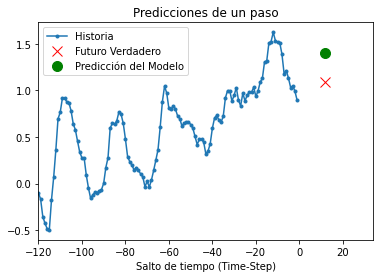 Predicciones de un paso
Historia
Futuro Verdadero
Predicción del Modelo
1.5
1.0
0.5
0.0
−0.5
−120 −100 −80 −60 −40 −20 0 20
Salto de tiempo (Time-Step)